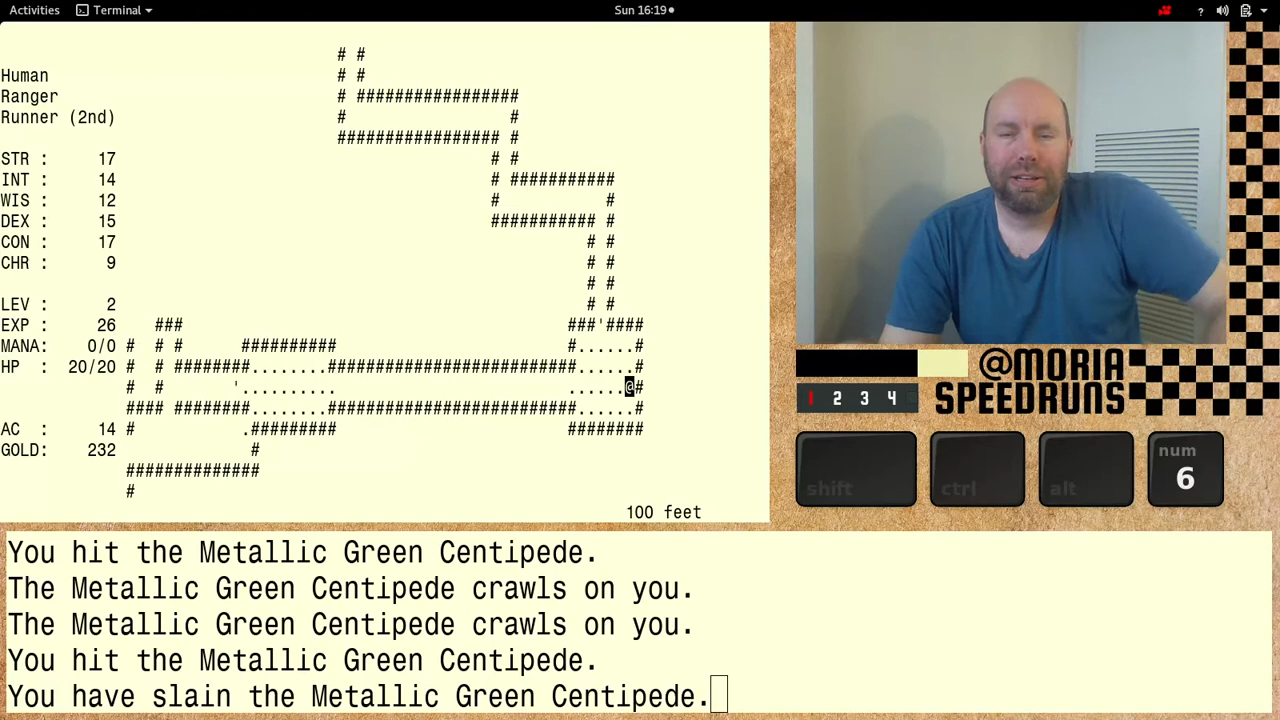 Activities Terminal Sun 16:19
# #
Human # #
Ranger # #################
Runner (2nd) # #
################# #
STR : 17 # #
INT : 14 # ###########
WIS : 12 # #
DEX : 15 ########### #
CON : 17 # #
CHR : 9 # #
# #
LEV : 2 # #
EXP : 26 ### ###'####
MANA: 0/0 # # # ########## #......#
HP : 20/20 # # ########........###########################......#
# # '.......... ......@#
#### ########........###########################......#
AC : 14 # .######### ########
GOLD: 232 #
##############
#
100 feet
@MORIA
SPEEDRUNS
1 2 3 4
shift ctrl alt num
6
You hit the Metallic Green Centipede.
The Metallic Green Centipede crawls on you.
The Metallic Green Centipede crawls on you.
You hit the Metallic Green Centipede.
You have slain the Metallic Green Centipede.